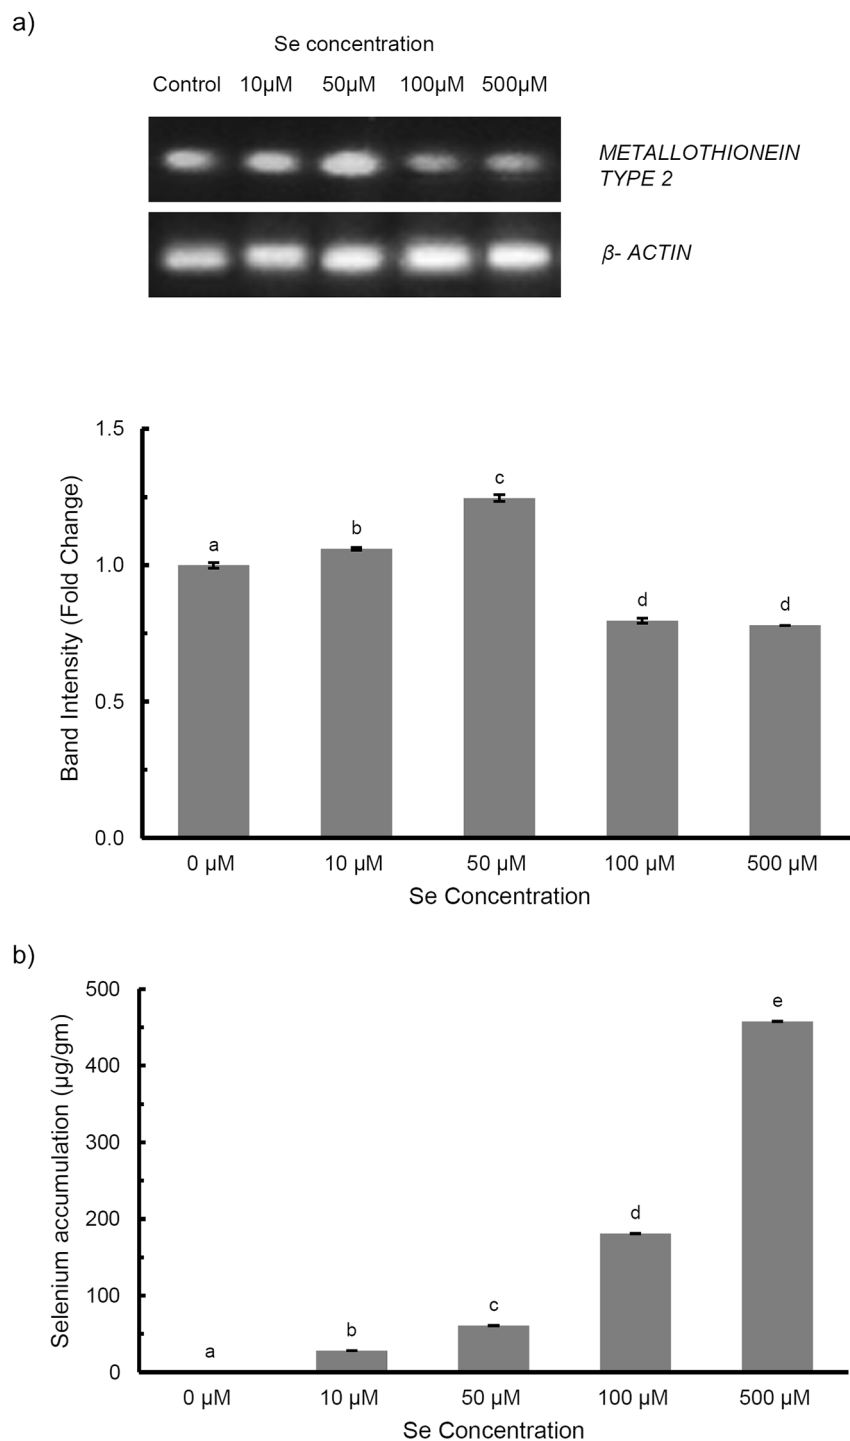 a)
Se concentration
Control 10µM 50µM 100µM 500µM
METALLOTHIONEIN
TYPE 2
β- ACTIN
Band Intensity (Fold Change)
1.5
1.0
0.5
0.0
a
b
c
d
d
0 µM 10 µM 50 µM 100 µM 500 µM
Se Concentration
b)
Selenium accumulation (µg/gm)
500
400
300
200
100
0
a
b
c
d
e
0 µM 10 µM 50 µM 100 µM 500 µM
Se Concentration